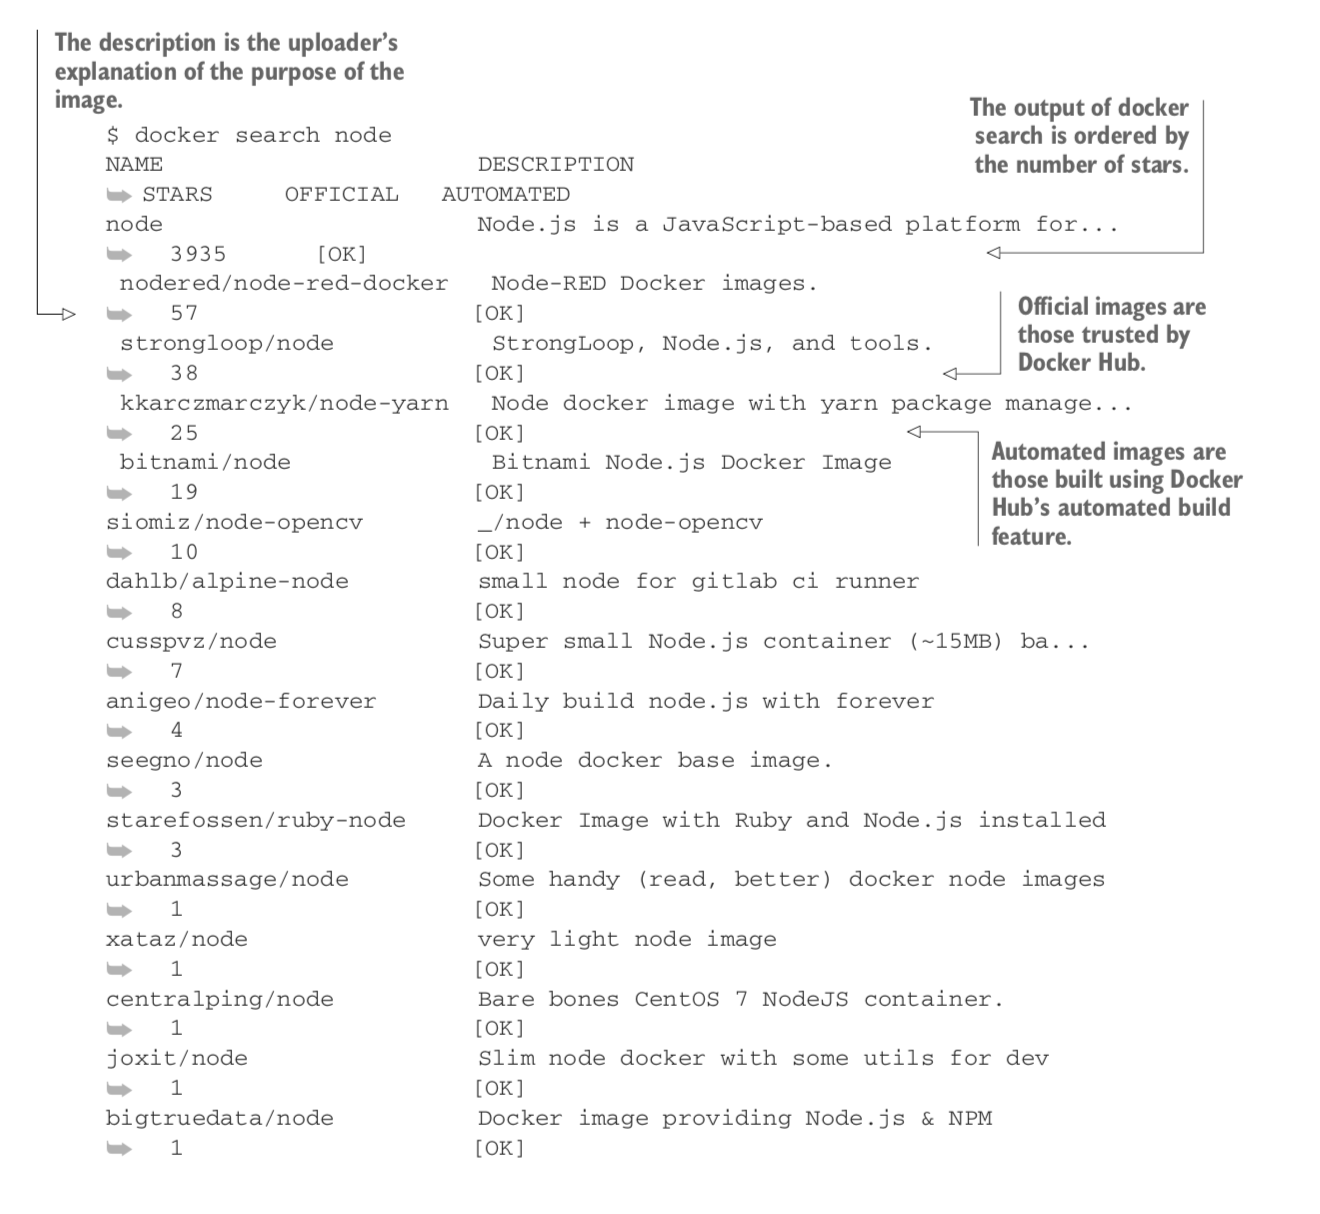 The description is the uploader's
explanation of the purpose of the
image.
The output of docker
search is ordered by
the number of stars.
$ docker search node
NAME                          DESCRIPTION
➥ STARS     OFFICIAL   AUTOMATED
node                          Node.js is a JavaScript-based platform for...
➥   3935      [OK]
nodered/node-red-docker   Node-RED Docker images.
➥   57                    [OK]
strongloop/node           StrongLoop, Node.js, and tools.
➥   38                    [OK]
kkarczmarczyk/node-yarn   Node docker image with yarn package manage...
➥   25                    [OK]
bitnami/node              Bitnami Node.js Docker Image
➥   19                    [OK]
siomiz/node-opencv        _/node + node-opencv
➥   10                    [OK]
dahlb/alpine-node         small node for gitlab ci runner
➥   8                     [OK]
cusspvz/node              Super small Node.js container (~15MB) ba...
➥   7                     [OK]
anigeo/node-forever       Daily build node.js with forever
➥   4                     [OK]
seegno/node               A node docker base image.
➥   3                     [OK]
starefossen/ruby-node     Docker Image with Ruby and Node.js installed
➥   3                     [OK]
urbanmassage/node         Some handy (read, better) docker node images
➥   1                     [OK]
xataz/node                very light node image
➥   1                     [OK]
centralping/node          Bare bones CentOS 7 NodeJS container.
➥   1                     [OK]
joxit/node                Slim node docker with some utils for dev
➥   1                     [OK]
bigtruedata/node          Docker image providing Node.js & NPM
➥   1                     [OK]
Official images are
those trusted by
Docker Hub.
Automated images are
those built using Docker
Hub's automated build
feature.